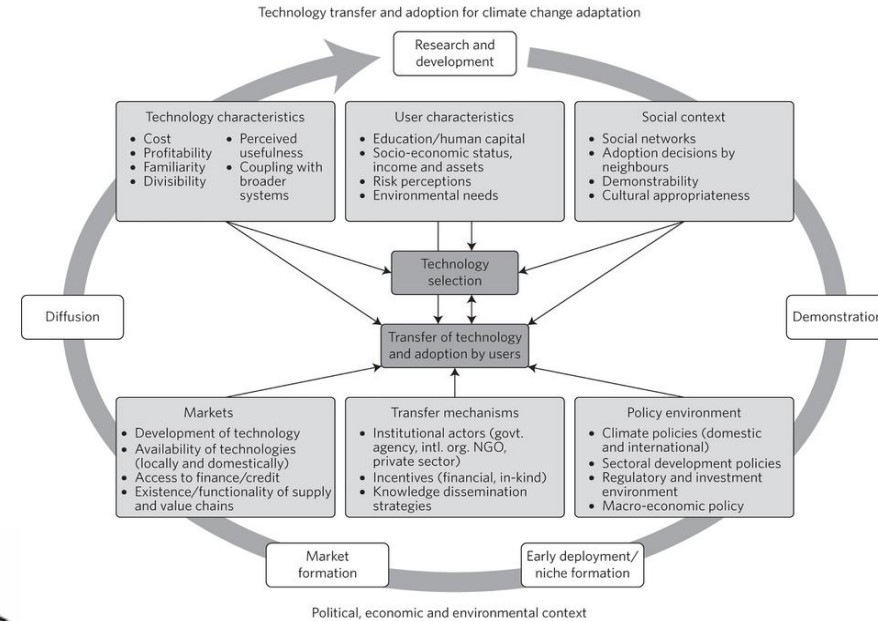 Technology transfer and adoption for climate change adaptation
Research and
development
Technology characteristics
• Cost
• Profitability
• Familiarity
• Divisibility
• Perceived
usefulness
• Coupling with
broader
systems
User characteristics
• Education/human capital
• Socio-economic status,
income and assets
• Risk perceptions
• Environmental needs
Social context
• Social networks
• Adoption decisions by
neighbours
• Demonstrability
• Cultural appropriateness
Technology
selection
Diffusion
Transfer of technology
and adoption by users
Demonstration
Markets
• Development of technology
• Availability of technologies
(locally and domestically)
• Access to finance/credit
• Existence/functionality of supply
and value chains
Transfer mechanisms
• Institutional actors (govt.
agency, intl. org. NGO,
private sector)
• Incentives (financial, in-kind)
• Knowledge dissemination
strategies
Policy environment
• Climate policies (domestic
and international)
• Sectoral development policies
• Regulatory and investment
environment
• Macro-economic policy
Market
formation
Early deployment/
niche formation
Political, economic and environmental context